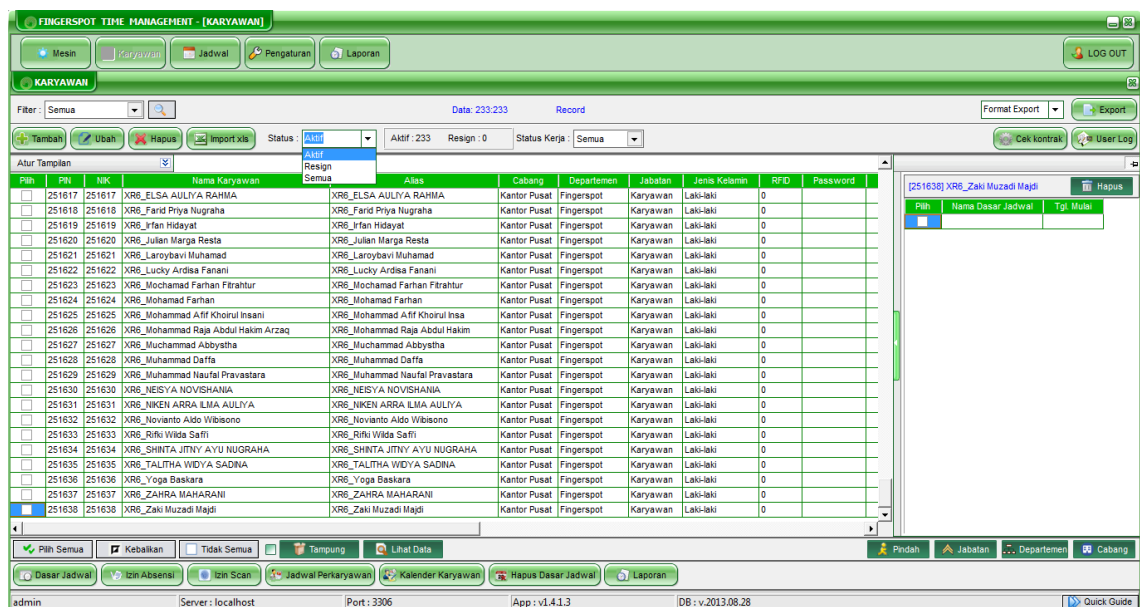 FINGERSPOT TIME MANAGEMENT - [KARYAWAN]
Mesin Karyawan Jadwal Pengaturan Laporan LOG OUT
KARYAWAN
Filter : Semua Data: 233:233 Record Format Export Export
Tambah Ubah Hapus Import xls Status : Aktif Aktif : 233 Resign : 0 Status Kerja : Semua Cek kontrak User Log
Aktif
Resign
Semua
Atur Tampilan
Pilih PIN NIK Nama Karyawan Alias Cabang Departemen Jabatan Jenis Kelamin RFID Password
251617 251617 XR6_ELSA AULIYA RAHMA XR6_ELSA AULIYA RAHMA Kantor Pusat Fingerspot Karyawan Laki-laki 0
251618 251618 XR6_Farid Priya Nugraha XR6_Farid Priya Nugraha Kantor Pusat Fingerspot Karyawan Laki-laki 0
251619 251619 XR6_Irfan Hidayat XR6_Irfan Hidayat Kantor Pusat Fingerspot Karyawan Laki-laki 0
251620 251620 XR6_Julian Marga Resta XR6_Julian Marga Resta Kantor Pusat Fingerspot Karyawan Laki-laki 0
251621 251621 XR6_Laroybavi Muhamad XR6_Laroybavi Muhamad Kantor Pusat Fingerspot Karyawan Laki-laki 0
251622 251622 XR6_Lucky Ardisa Fanani XR6_Lucky Ardisa Fanani Kantor Pusat Fingerspot Karyawan Laki-laki 0
251623 251623 XR6_Mochamad Farhan Fitrahtur XR6_Mochamad Farhan Fitrahtur Kantor Pusat Fingerspot Karyawan Laki-laki 0
251624 251624 XR6_Mohamad Farhan XR6_Mohamad Farhan Kantor Pusat Fingerspot Karyawan Laki-laki 0
251625 251625 XR6_Mohammad Afif Khoirul Insani XR6_Mohammad Afif Khoirul Insa Kantor Pusat Fingerspot Karyawan Laki-laki 0
251626 251626 XR6_Mohammad Raja Abdul Hakim Arzaq XR6_Mohammad Raja Abdul Hakim Kantor Pusat Fingerspot Karyawan Laki-laki 0
251627 251627 XR6_Muchammad Abbystha XR6_Muchammad Abbystha Kantor Pusat Fingerspot Karyawan Laki-laki 0
251628 251628 XR6_Muhammad Daffa XR6_Muhammad Daffa Kantor Pusat Fingerspot Karyawan Laki-laki 0
251629 251629 XR6_Muhammad Naufal Pravastara XR6_Muhammad Naufal Pravastara Kantor Pusat Fingerspot Karyawan Laki-laki 0
251630 251630 XR6_NEISYA NOVISHANIA XR6_NEISYA NOVISHANIA Kantor Pusat Fingerspot Karyawan Laki-laki 0
251631 251631 XR6_NIKEN ARRA ILMA AULIYA XR6_NIKEN ARRA ILMA AULIYA Kantor Pusat Fingerspot Karyawan Laki-laki 0
251632 251632 XR6_Novianto Aldo Wibisono XR6_Novianto Aldo Wibisono Kantor Pusat Fingerspot Karyawan Laki-laki 0
251633 251633 XR6_Rifki Wilda Saffi XR6_Rifki Wilda Saffi Kantor Pusat Fingerspot Karyawan Laki-laki 0
251634 251634 XR6_SHINTA JITNY AYU NUGRAHA XR6_SHINTA JITNY AYU NUGRAHA Kantor Pusat Fingerspot Karyawan Laki-laki 0
251635 251635 XR6_TALITHA WIDYA SADINA XR6_TALITHA WIDYA SADINA Kantor Pusat Fingerspot Karyawan Laki-laki 0
251636 251636 XR6_Yoga Baskara XR6_Yoga Baskara Kantor Pusat Fingerspot Karyawan Laki-laki 0
251637 251637 XR6_ZAHRA MAHARANI XR6_ZAHRA MAHARANI Kantor Pusat Fingerspot Karyawan Laki-laki 0
251638 251638 XR6_Zaki Muzadi Majdi XR6_Zaki Muzadi Majdi Kantor Pusat Fingerspot Karyawan Laki-laki 0
[251638] XR6_Zaki Muzadi Majdi Hapus
Pilih Nama Dasar Jadwal Tgl. Mulai
Pilih Semua Kebalikan Tidak Semua Tampung Lihat Data Pindah Jabatan Departemen Cabang
Dasar Jadwal Izin Absensi Izin Scan Jadwal Perkaryawan Kalender Karyawan Hapus Dasar Jadwal Laporan
admin Server : localhost Port : 3306 App : v1.4.1.3 DB : v.2013.08.28 Quick Guide